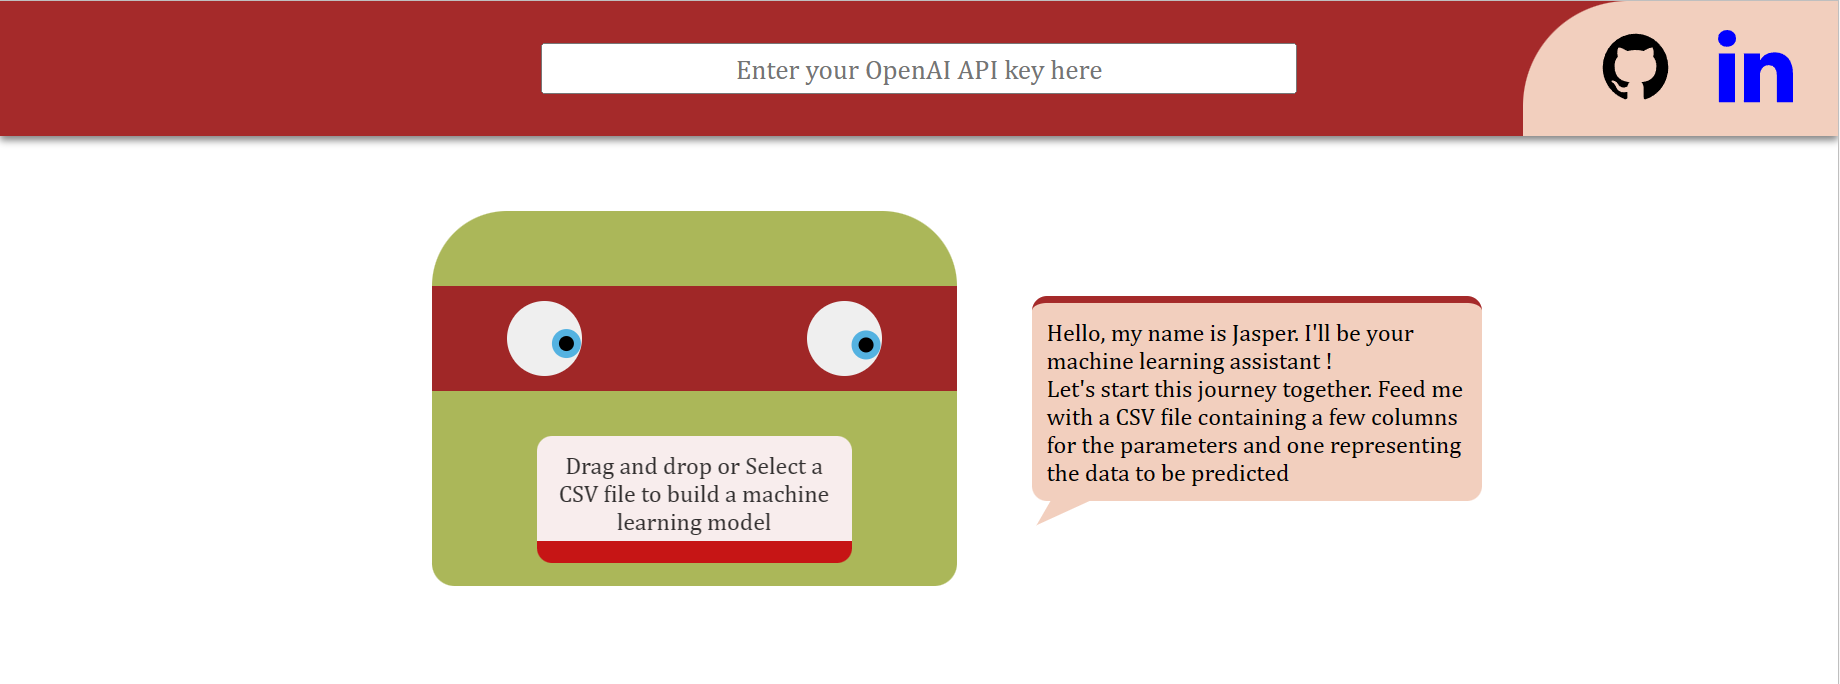 Enter your OpenAI API key here
in
Hello, my name is Jasper. I'll be your
machine learning assistant !
Let's start this journey together. Feed me
with a CSV file containing a few columns
for the parameters and one representing
the data to be predicted
Drag and drop or Select a
CSV file to build a machine
learning model